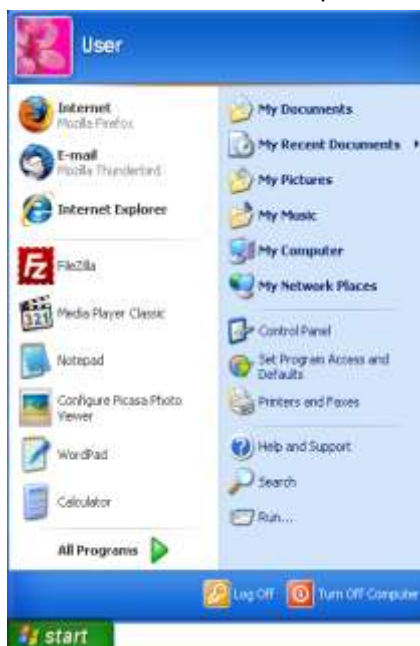 User
Internet
Mozilla Firefox
E-mail
Mozilla Thunderbird
Internet Explorer
FileZilla
321
Media Player Classic
Notepad
Configure Picasa Photo
Viewer
WordPad
Calculator
All Programs
My Documents
My Recent Documents
My Pictures
My Music
My Computer
My Network Places
Control Panel
Set Program Access and
Defaults
Printers and Faxes
Help and Support
Search
Run...
Log Off
Turn Off Computer
start